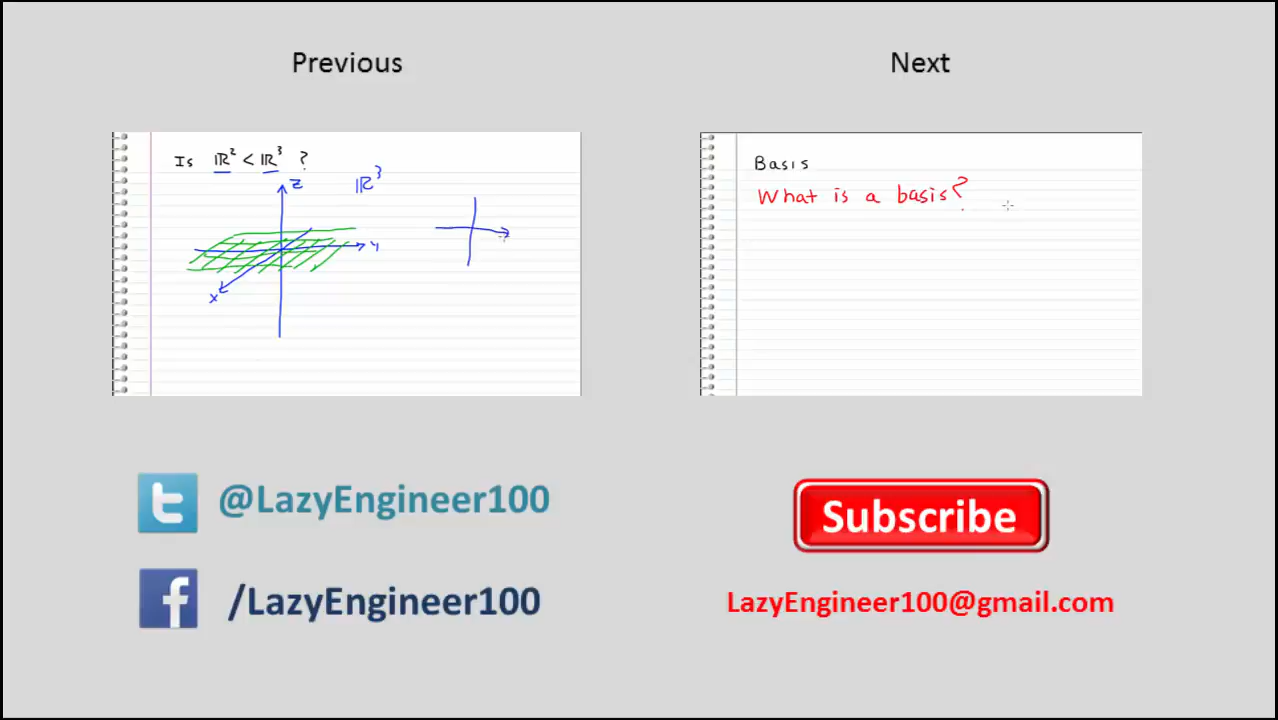 Previous
Next
Is ℝ² < ℝ³ ?
Z
ℝ³
Y
X
Basis
What is a basis?
@LazyEngineer100
/LazyEngineer100
Subscribe
LazyEngineer100@gmail.com